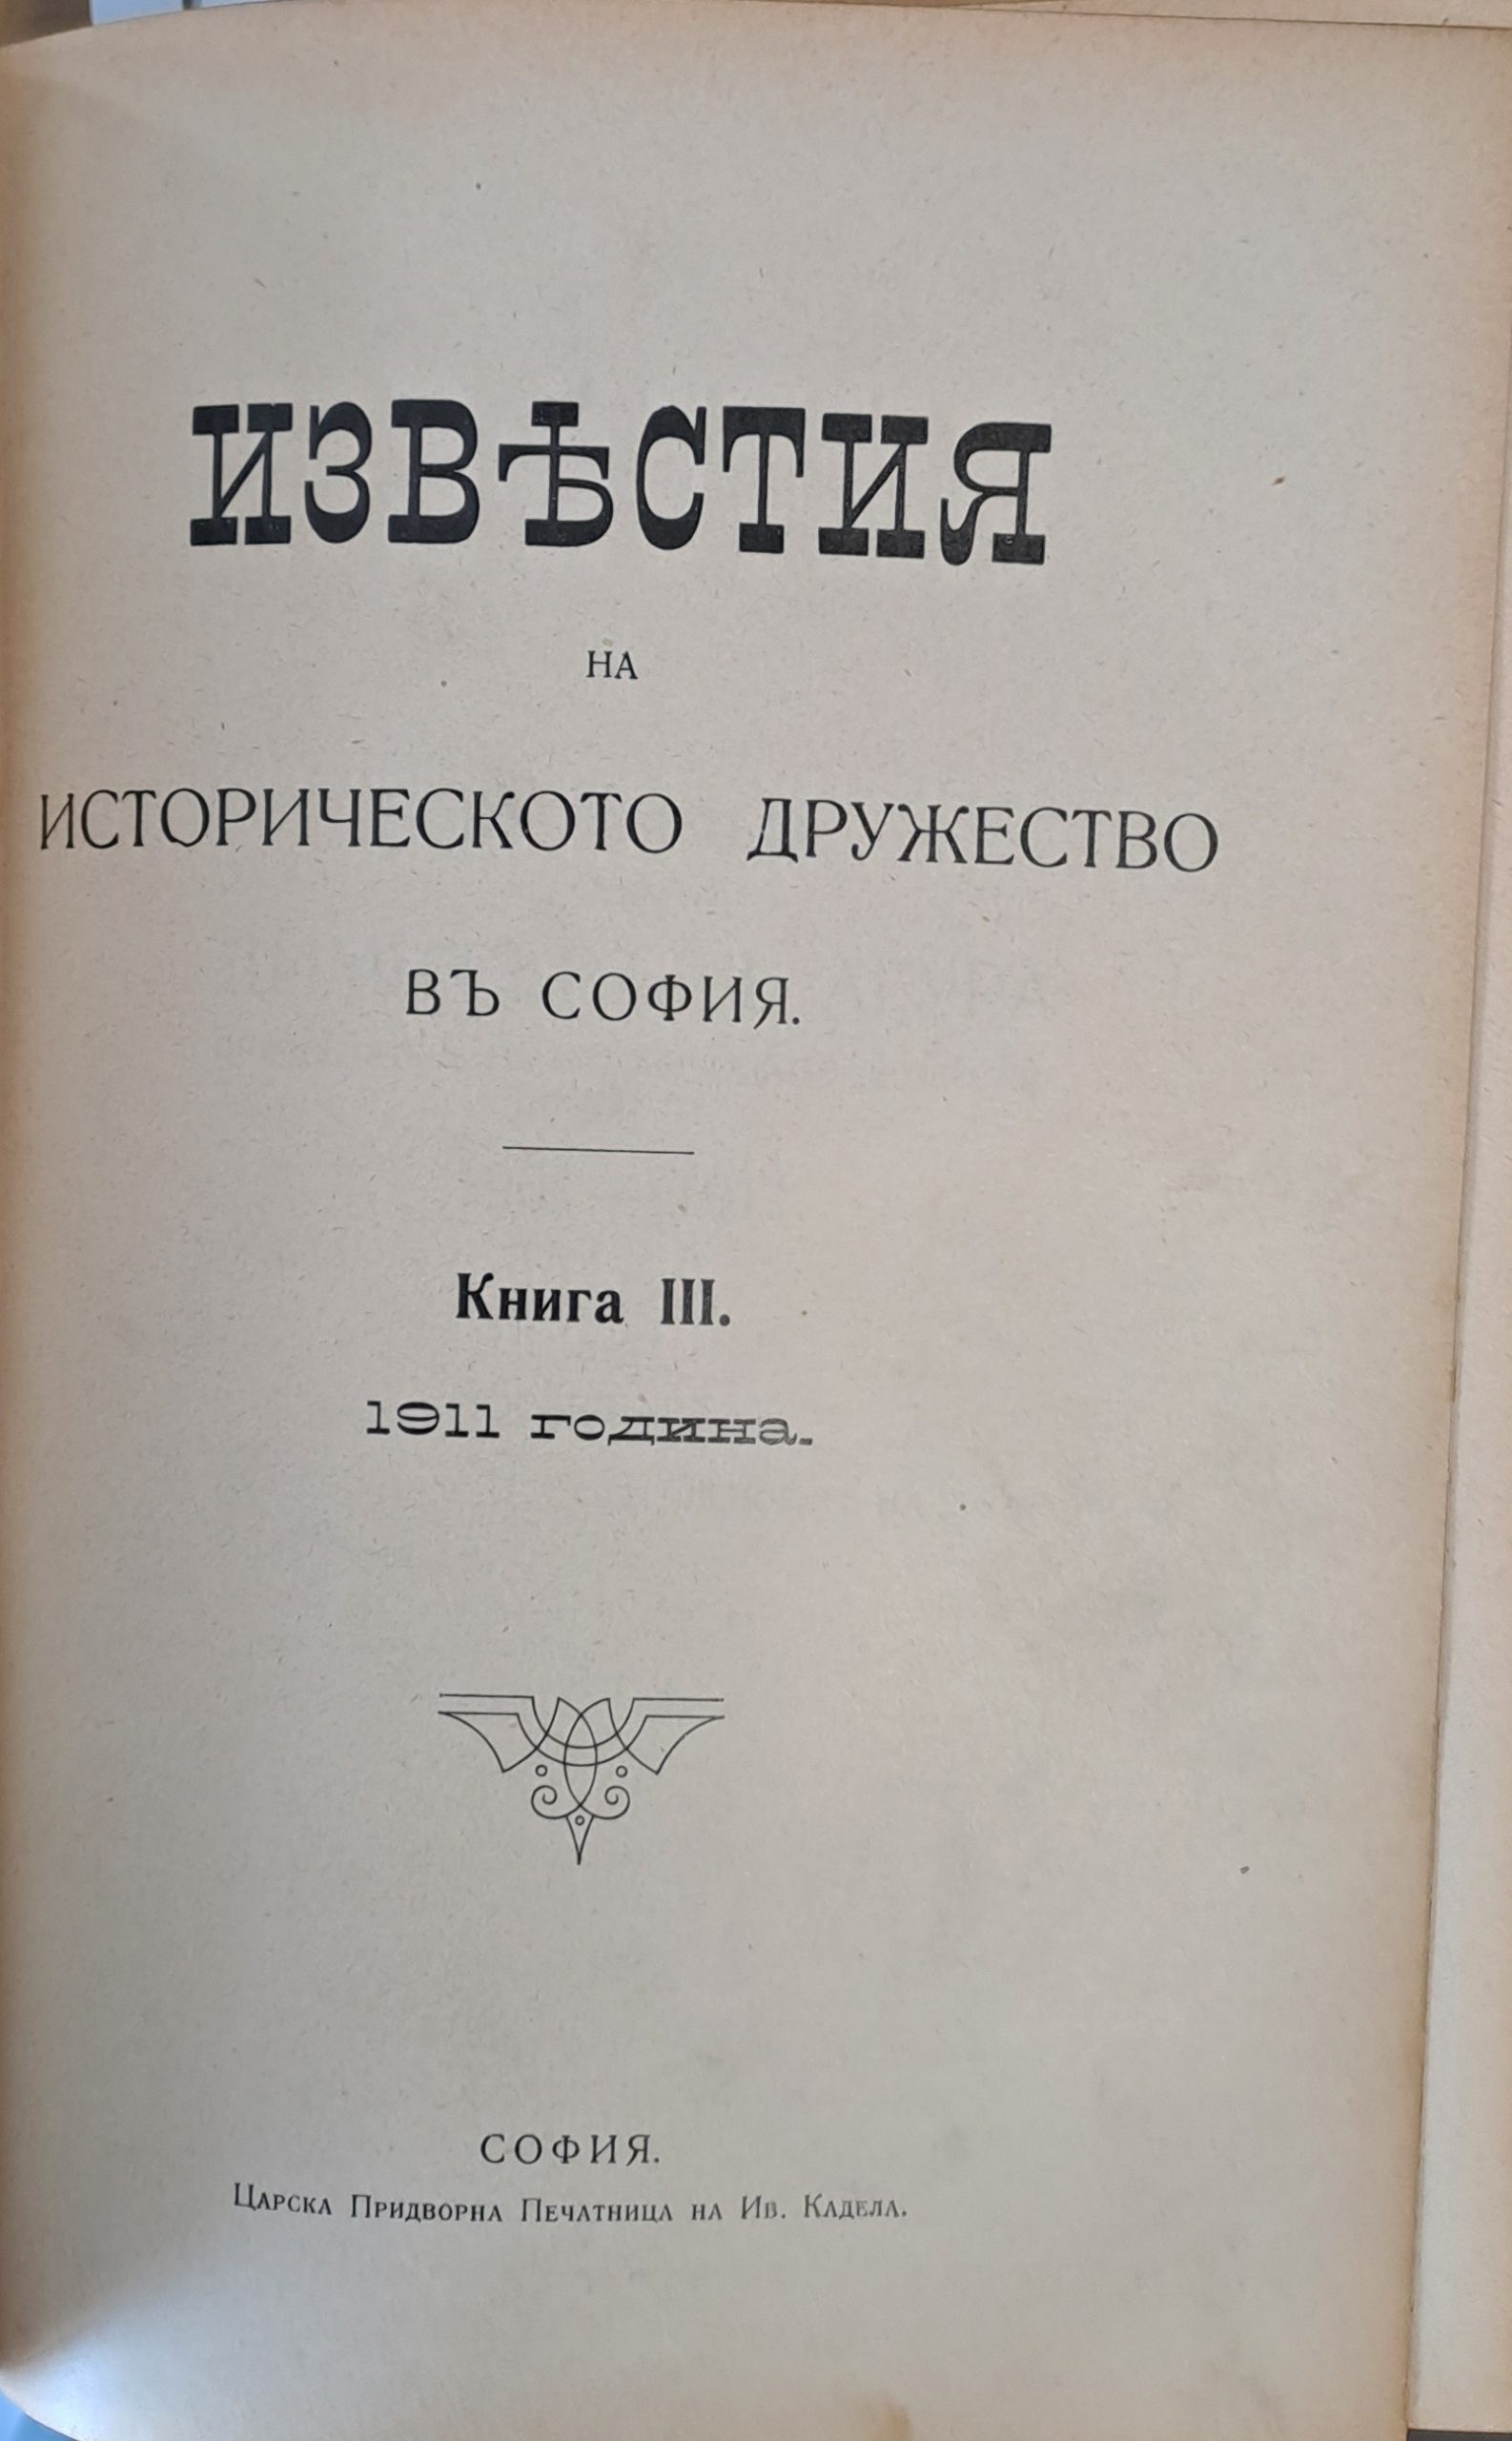 ИЗВѢСТИЯ
НА
ИСТОРИЧЕСКОТО ДРУЖЕСТВО
ВЪ СОФИЯ.
Книга III.
1911 година.
СОФИЯ.
Царска Придворна Печатница на Ив. Кадела.